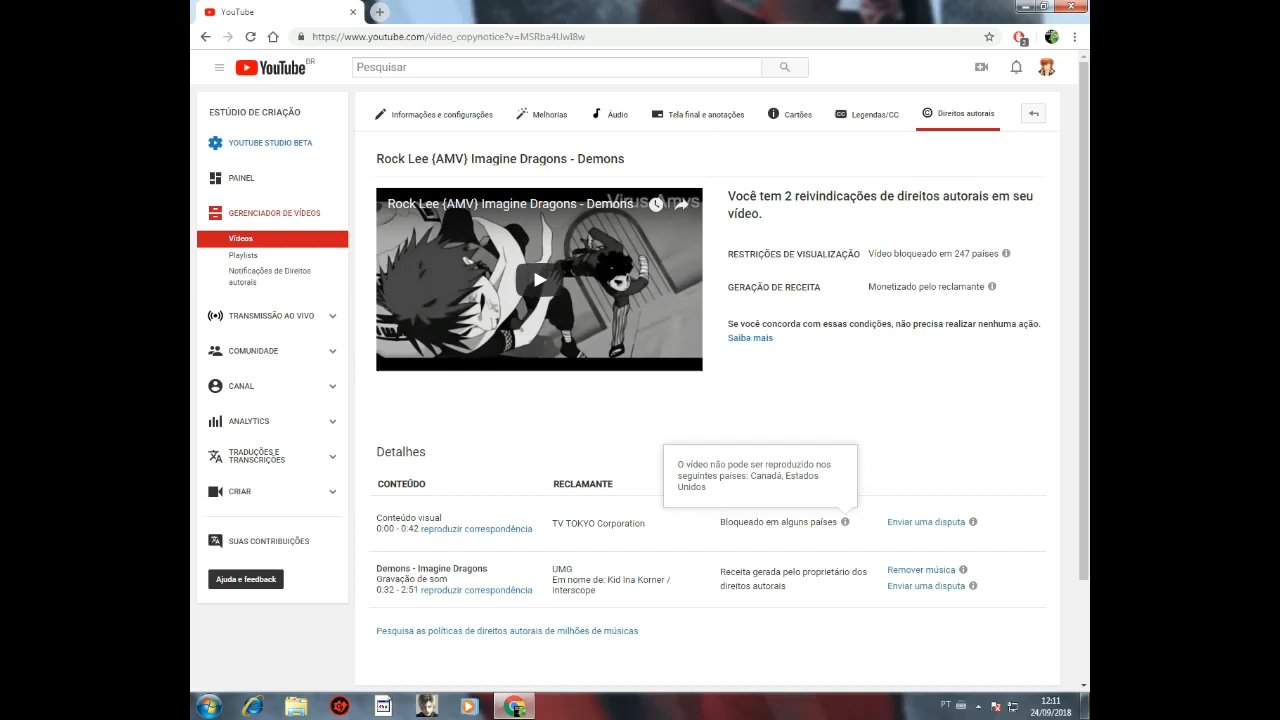 YouTube
https://www.youtube.com/video_copynotice?v=MSRba4UwI8w
2
YouTube BR
Pesquisar
ESTÚDIO DE CRIAÇÃO
YOUTUBE STUDIO BETA
PAINEL
GERENCIADOR DE VÍDEOS
Vídeos
Playlists
Notificações de Direitos
autorais
TRANSMISSÃO AO VIVO
COMUNIDADE
CANAL
ANALYTICS
TRADUÇÕES E
TRANSCRIÇÕES
CRIAR
SUAS CONTRIBUIÇÕES
Ajuda e feedback
Informações e configurações
Melhorias
Áudio
Tela final e anotações
Cartões
CC Legendas/CC
Direitos autorais
Rock Lee {AMV} Imagine Dragons - Demons
Virus Amvs
Rock Lee {AMV} Imagine Dragons - Demons
Você tem 2 reivindicações de direitos autorais em seu
vídeo.
RESTRIÇÕES DE VISUALIZAÇÃO Vídeo bloqueado em 247 países
GERAÇÃO DE RECEITA Monetizado pelo reclamante
Se você concorda com essas condições, não precisa realizar nenhuma ação.
Saiba mais
Detalhes
CONTEÚDO
RECLAMANTE
O vídeo não pode ser reproduzido nos
seguintes países: Canadá, Estados
Unidos
Conteúdo visual
0:00 - 0:42 reproduzir correspondência
TV TOKYO Corporation
Bloqueado em alguns países
Enviar uma disputa
Demons - Imagine Dragons
Gravação de som
0:32 - 2:51 reproduzir correspondência
UMG
Em nome de: Kid Ina Korner /
Interscope
Receita gerada pelo proprietário dos
direitos autorais
Remover música
Enviar uma disputa
Pesquisa as políticas de direitos autorais de milhões de músicas
PT
12:11
24/09/2018